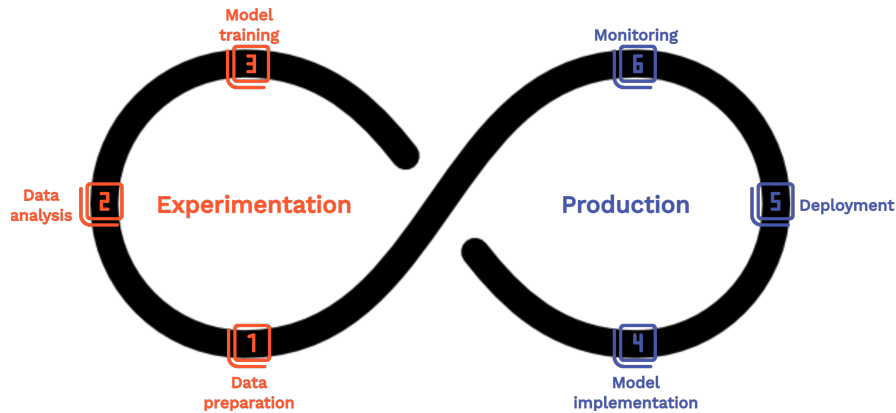 Model
training
3
Monitoring
6
Data
analysis
2
Experimentation
Production
5
Deployment
1
Data
preparation
4
Model
implementation